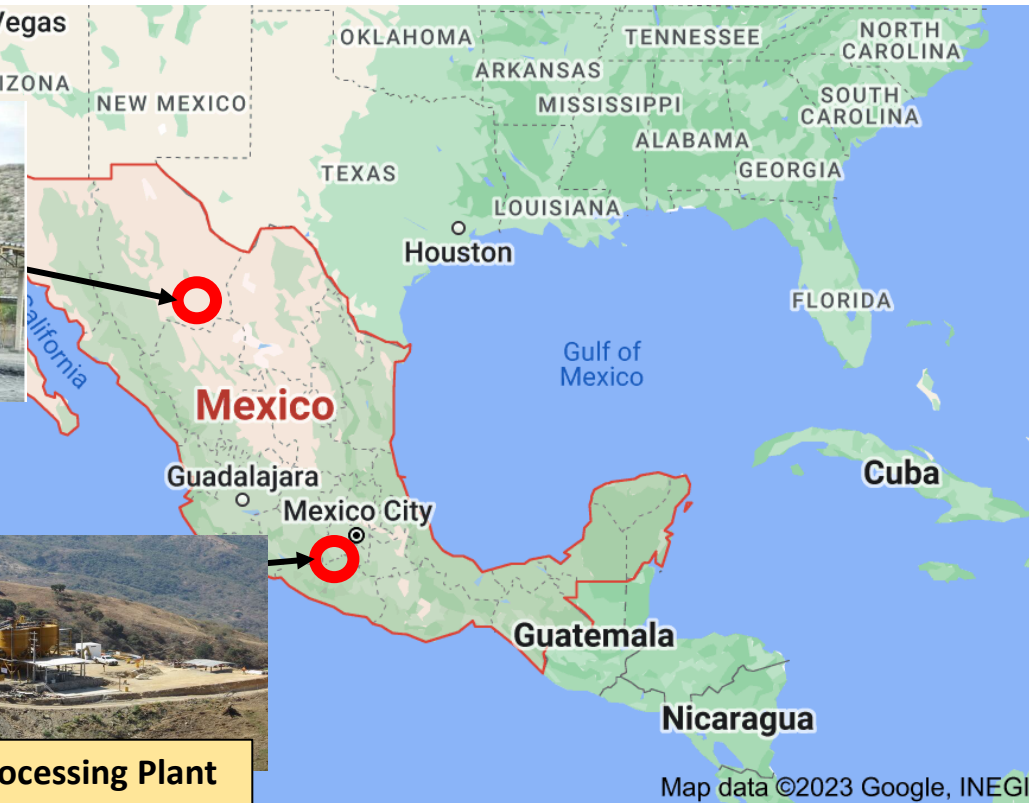 Vegas
OKLAHOMA
TENNESSEE
NORTH
CAROLINA
IZONA
NEW MEXICO
ARKANSAS
MISSISSIPPI
SOUTH
CAROLINA
ALABAMA
TEXAS
GEORGIA
LOUISIANA
Houston
FLORIDA
California
Gulf of
Mexico
Mexico
Guadalajara
Mexico City
Cuba
Guatemala
Nicaragua
ocessing Plant
Map data ©2023 Google, INEGI